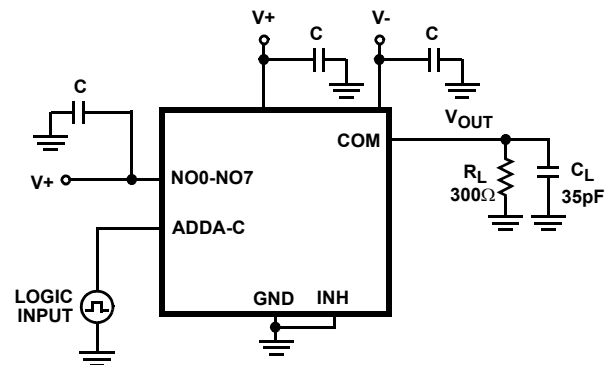 V+
C
V-
C
C
V+
NO0-NO7
COM
VOUT
RL
300Ω
CL
35pF
ADDA-C
LOGIC
INPUT
GND
INH